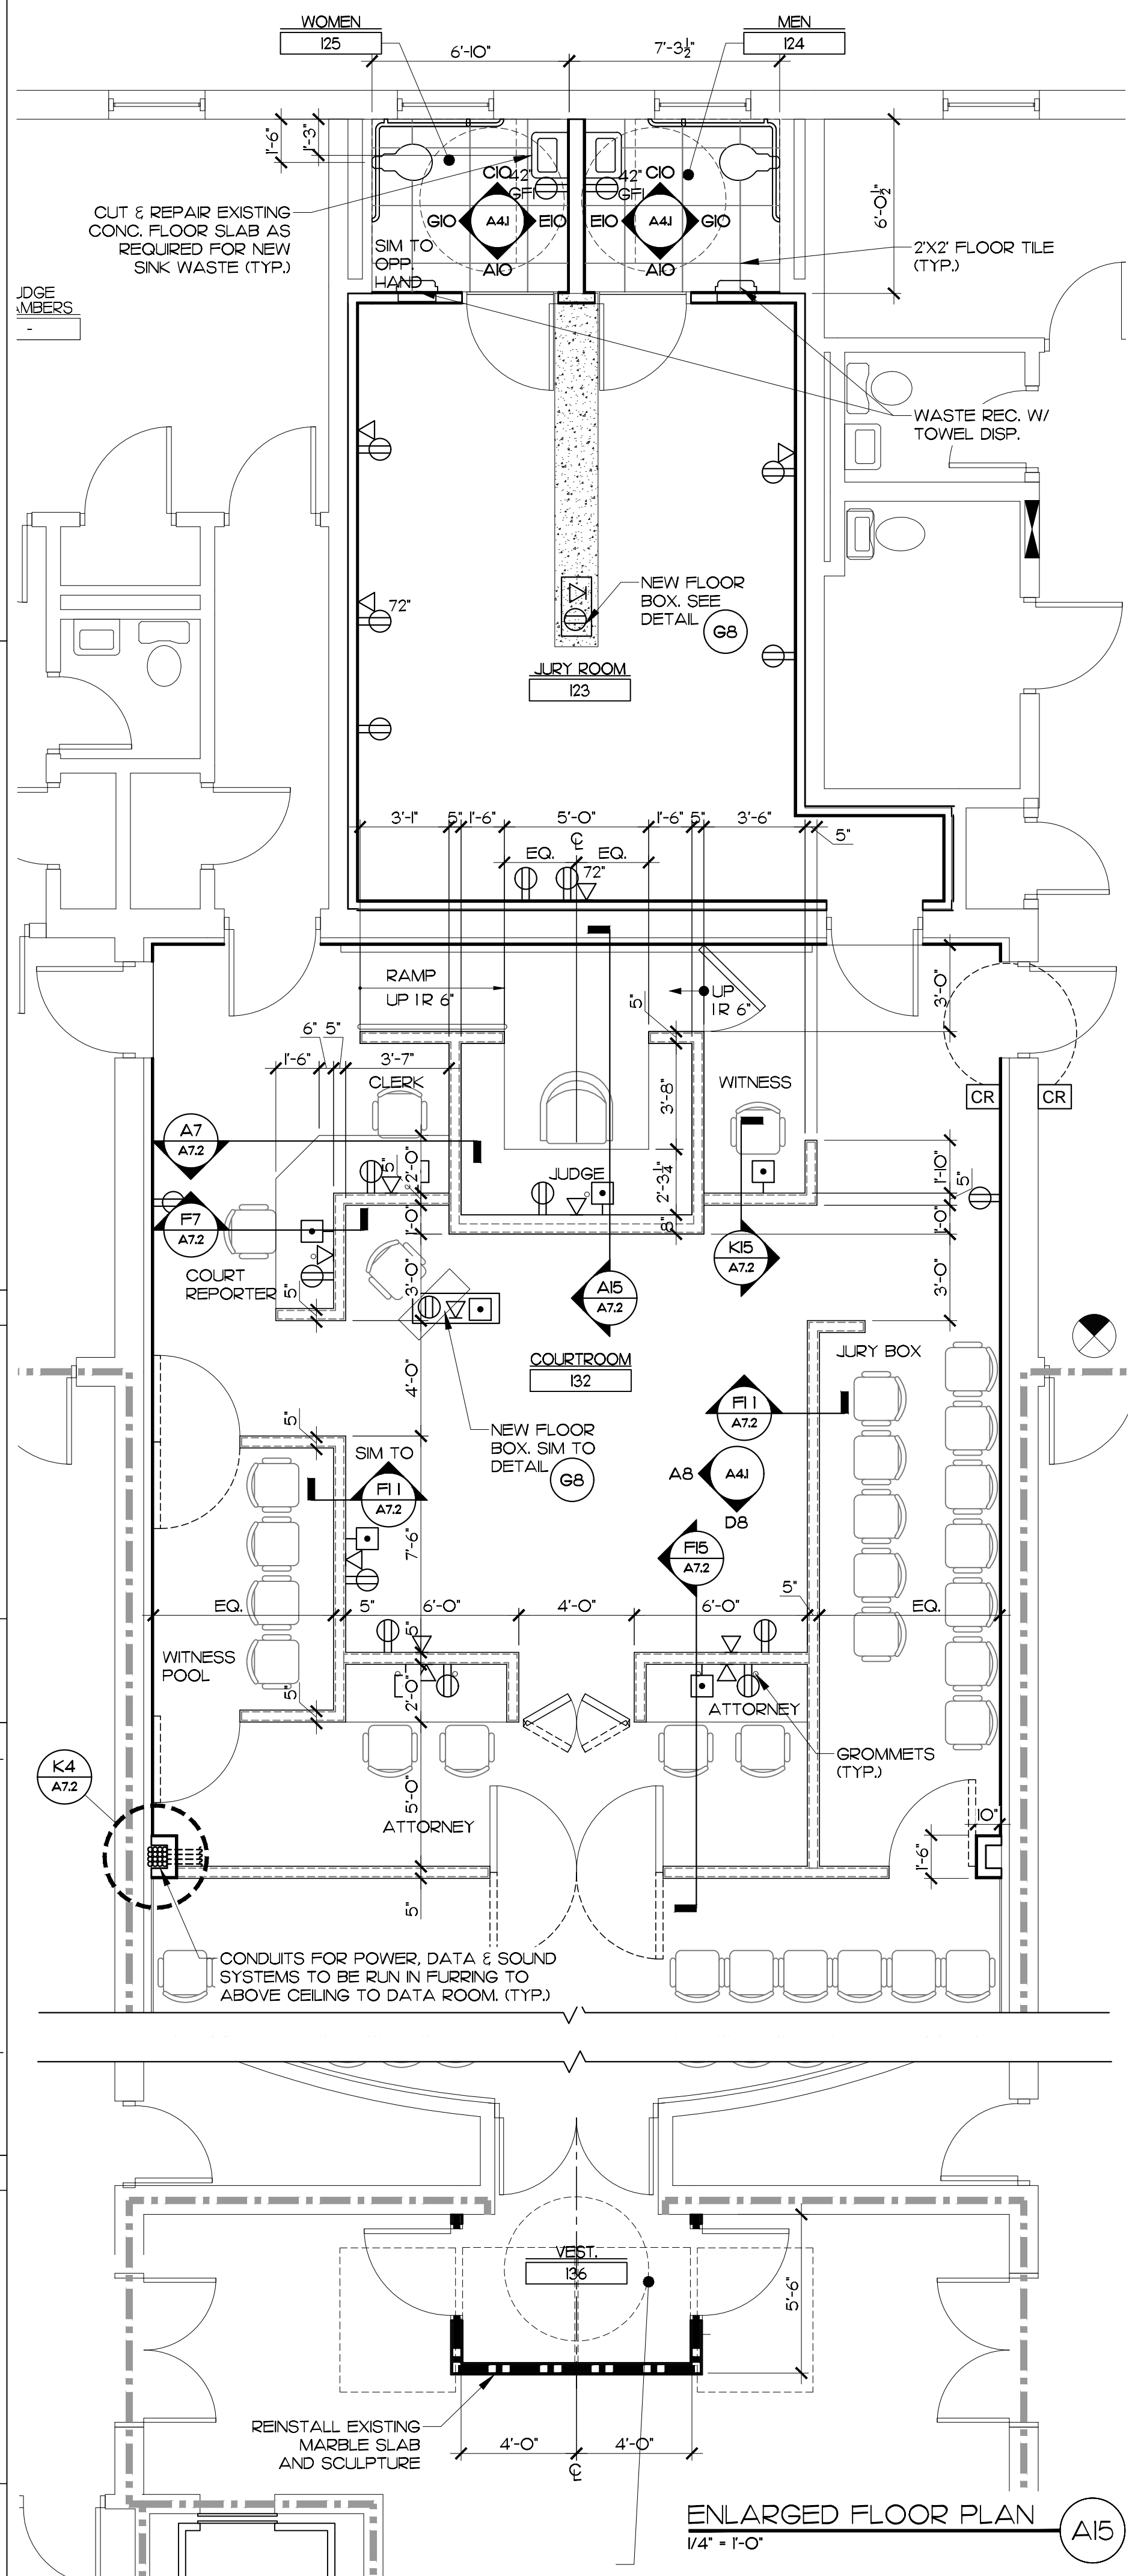 WOMEN
125
MEN
124
6'-10"
7'-3½"
1'-6"
1'-3"
6'-0½"
CUT & REPAIR EXISTING
CONC. FLOOR SLAB AS
REQUIRED FOR NEW
SINK WASTE (TYP.)
C10
42"
GFI
G10
A4.1
E10
A10
SIM TO
OPP.
HAND
C10
42"
GFI
E10
A4.1
G10
A10
2'X2' FLOOR TILE
(TYP.)
-
WASTE REC. W/
TOWEL DISP.
72"
NEW FLOOR
BOX. SEE
DETAIL
G8
JURY ROOM
123
3'-1"
5"
1'-6"
5'-0"
1'-6"
5"
3'-6"
5"
EQ.
EQ.
72"
RAMP
UP 1R 6"
UP
1R 6"
5"
3'-0"
6"
5"
1'-6"
3'-7"
CLERK
WITNESS
3'-8"
CR
CR
A7
A7.2
5"
2'-0"
JUDGE
2'-3¼"
1'-10"
5"
F7
A7.2
1'-0"
8"
1'-0"
K15
A7.2
COURT
REPORTER
5"
3'-0"
A15
A7.2
3'-0"
COURTROOM
132
JURY BOX
4'-0"
F11
A7.2
5"
NEW FLOOR
BOX. SIM TO
DETAIL
G8
SIM TO
F11
A7.2
A8
A4.1
D8
7'-6"
F15
A7.2
EQ.
5"
6'-0"
4'-0"
6'-0"
5"
EQ.
5"
WITNESS
POOL
5"
2'-0"
ATTORNEY
GROMMETS
(TYP.)
K4
A7.2
5'-0"
ATTORNEY
10"
1'-6"
5"
CONDUITS FOR POWER, DATA & SOUND
SYSTEMS TO BE RUN IN FURRING TO
ABOVE CEILING TO DATA ROOM. (TYP.)
VEST.
136
5'-6"
REINSTALL EXISTING
MARBLE SLAB
AND SCULPTURE
4'-0"
4'-0"
ENLARGED FLOOR PLAN
1/4" = 1'-0"
A15